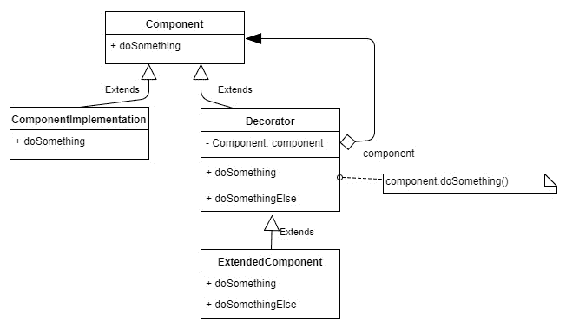 Component
+ doSomething
Extends
Extends
ComponentImplementation
+ doSomething
Decorator
- Component: component
+ doSomething
+ doSomethingElse
component
component.doSomething()
Extends
ExtendedComponent
+ doSomething
+ doSomethingElse